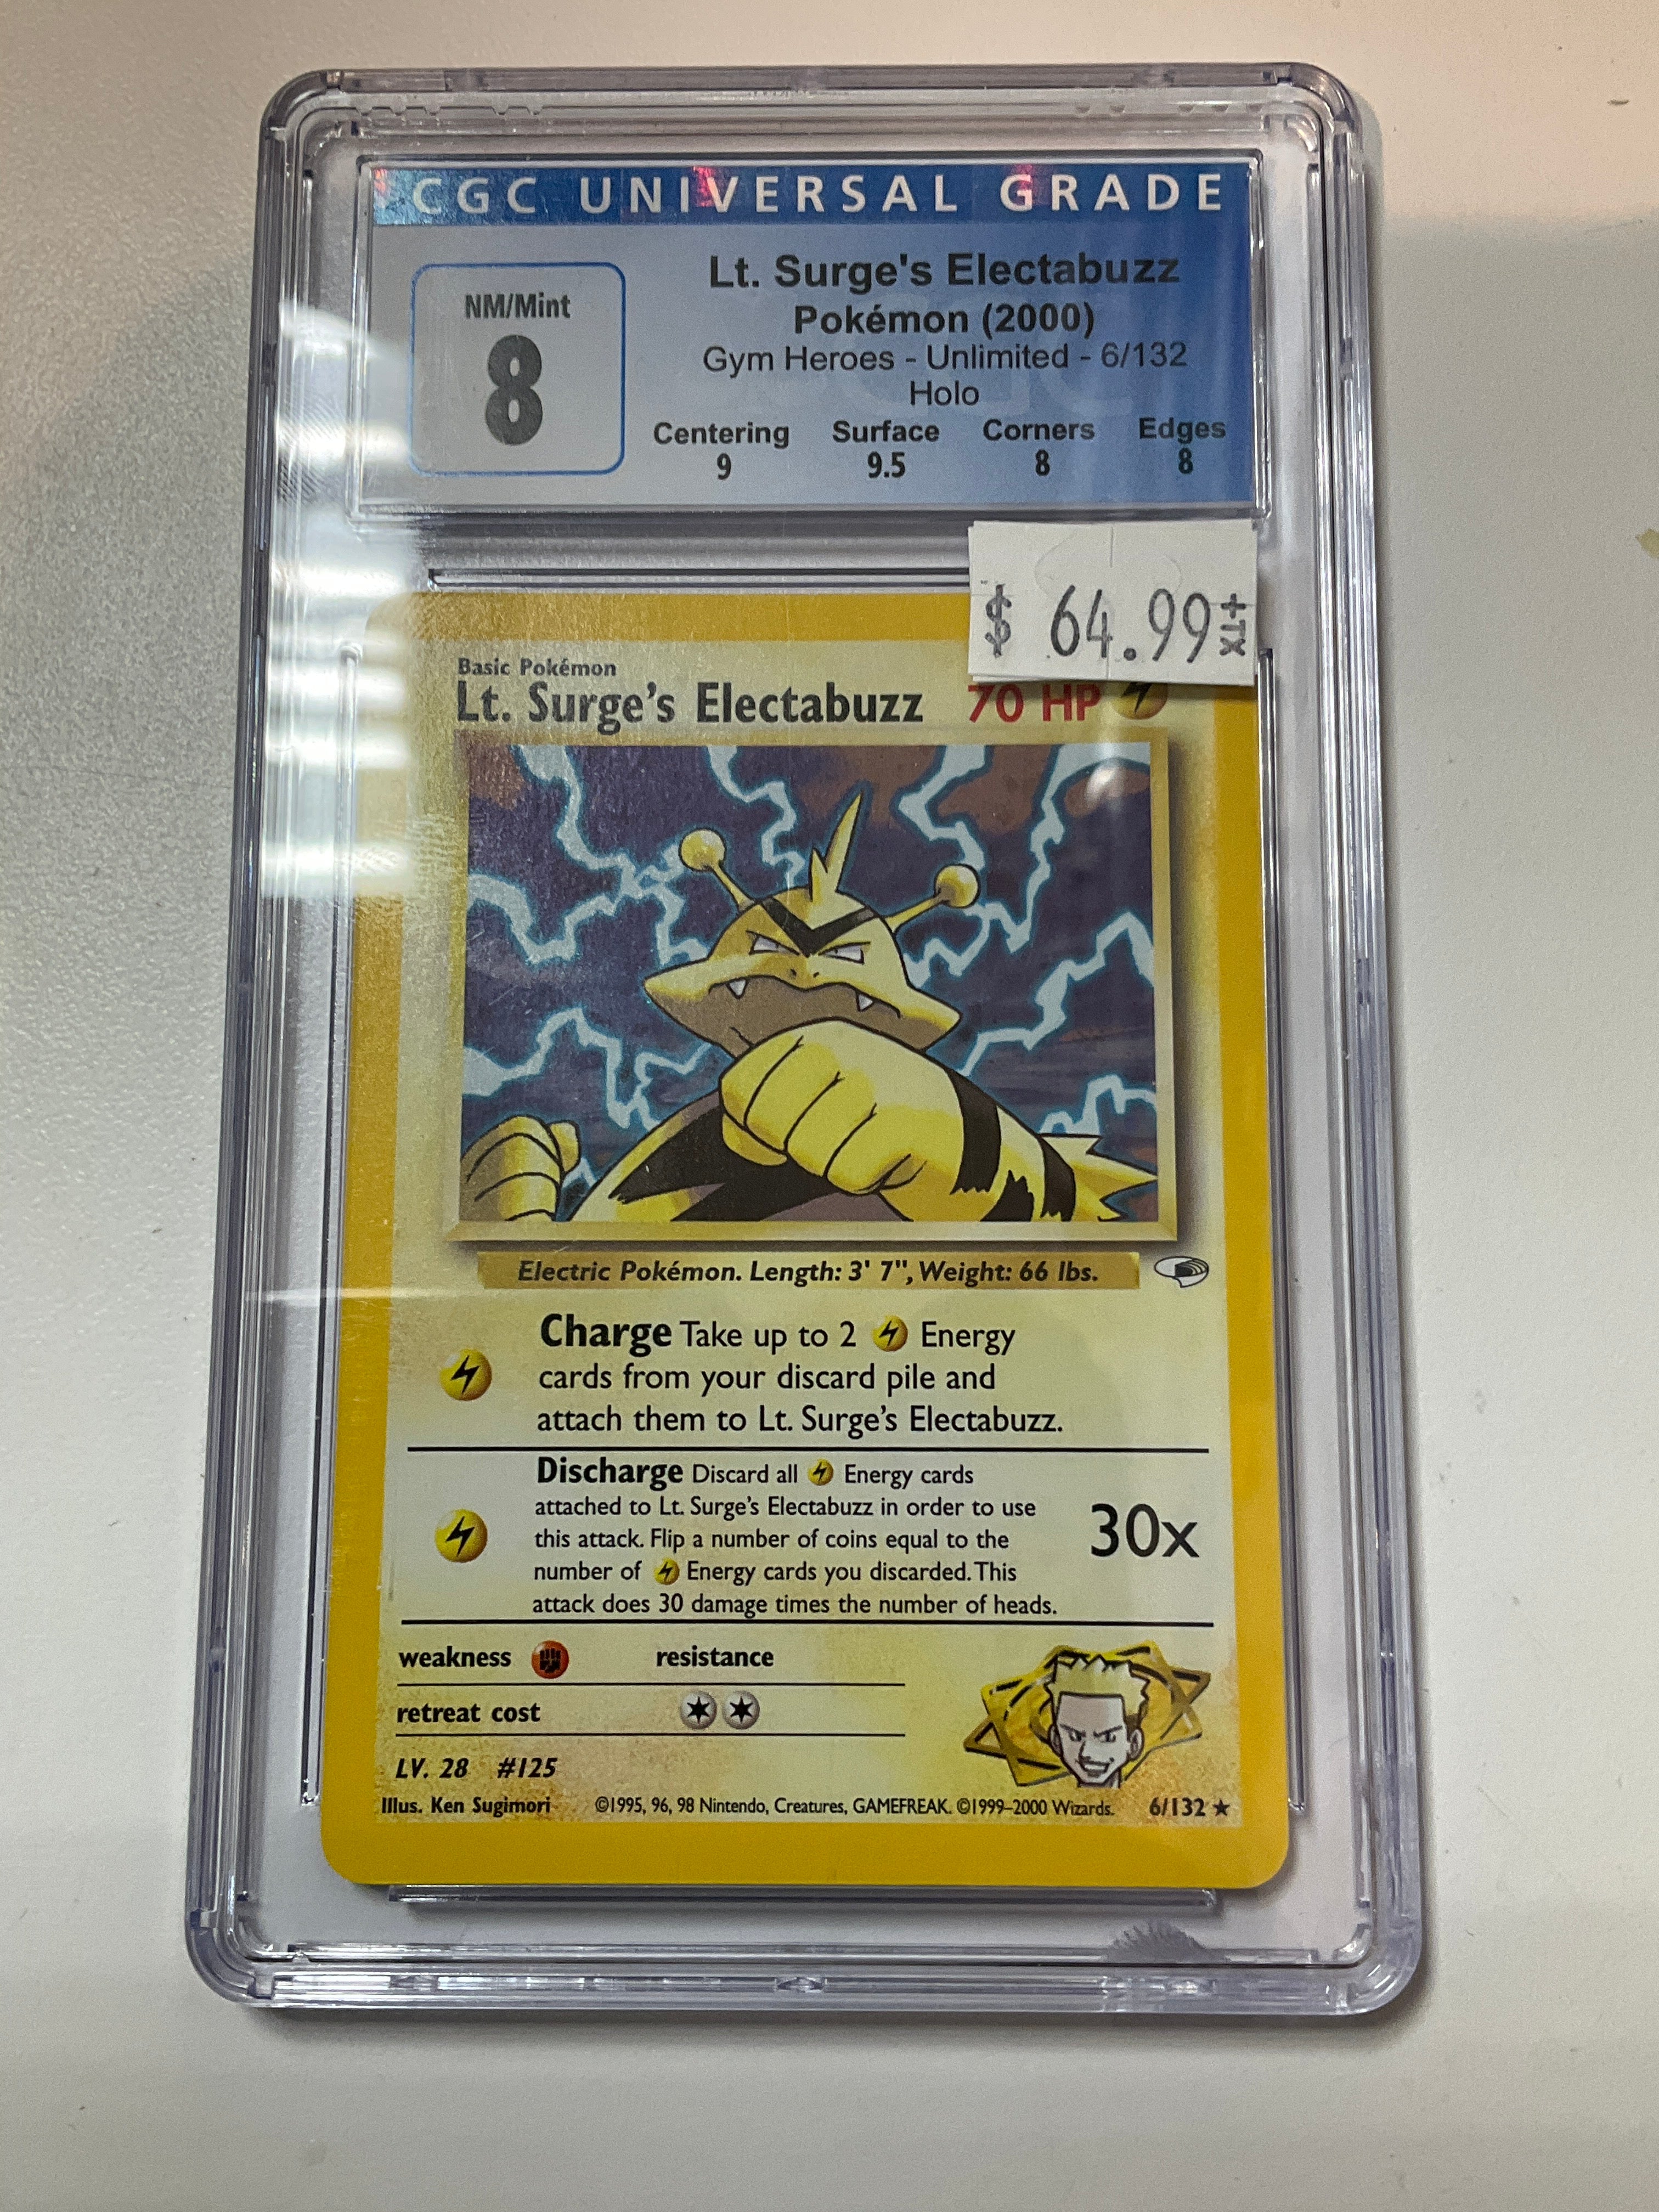 CGC UNIVERSAL GRADE
NM/Mint
8
Lt. Surge's Electabuzz
Pokémon (2000)
Gym Heroes - Unlimited - 6/132
Holo
Centering Surface Corners Edges
9 9.5 8 8
$ 64.99 +TX
Basic Pokémon
Lt. Surge's Electabuzz 70 HP
Electric Pokémon. Length: 3' 7", Weight: 66 lbs.
Charge Take up to 2 Energy
cards from your discard pile and
attach them to Lt. Surge's Electabuzz.
Discharge Discard all Energy cards
attached to Lt. Surge's Electabuzz in order to use
this attack. Flip a number of coins equal to the
number of Energy cards you discarded. This
attack does 30 damage times the number of heads.
30x
weakness resistance
retreat cost
LV. 28 #125
Illus. Ken Sugimori ©1995, 96, 98 Nintendo, Creatures, GAMEFREAK. ©1999–2000 Wizards. 6/132 ★